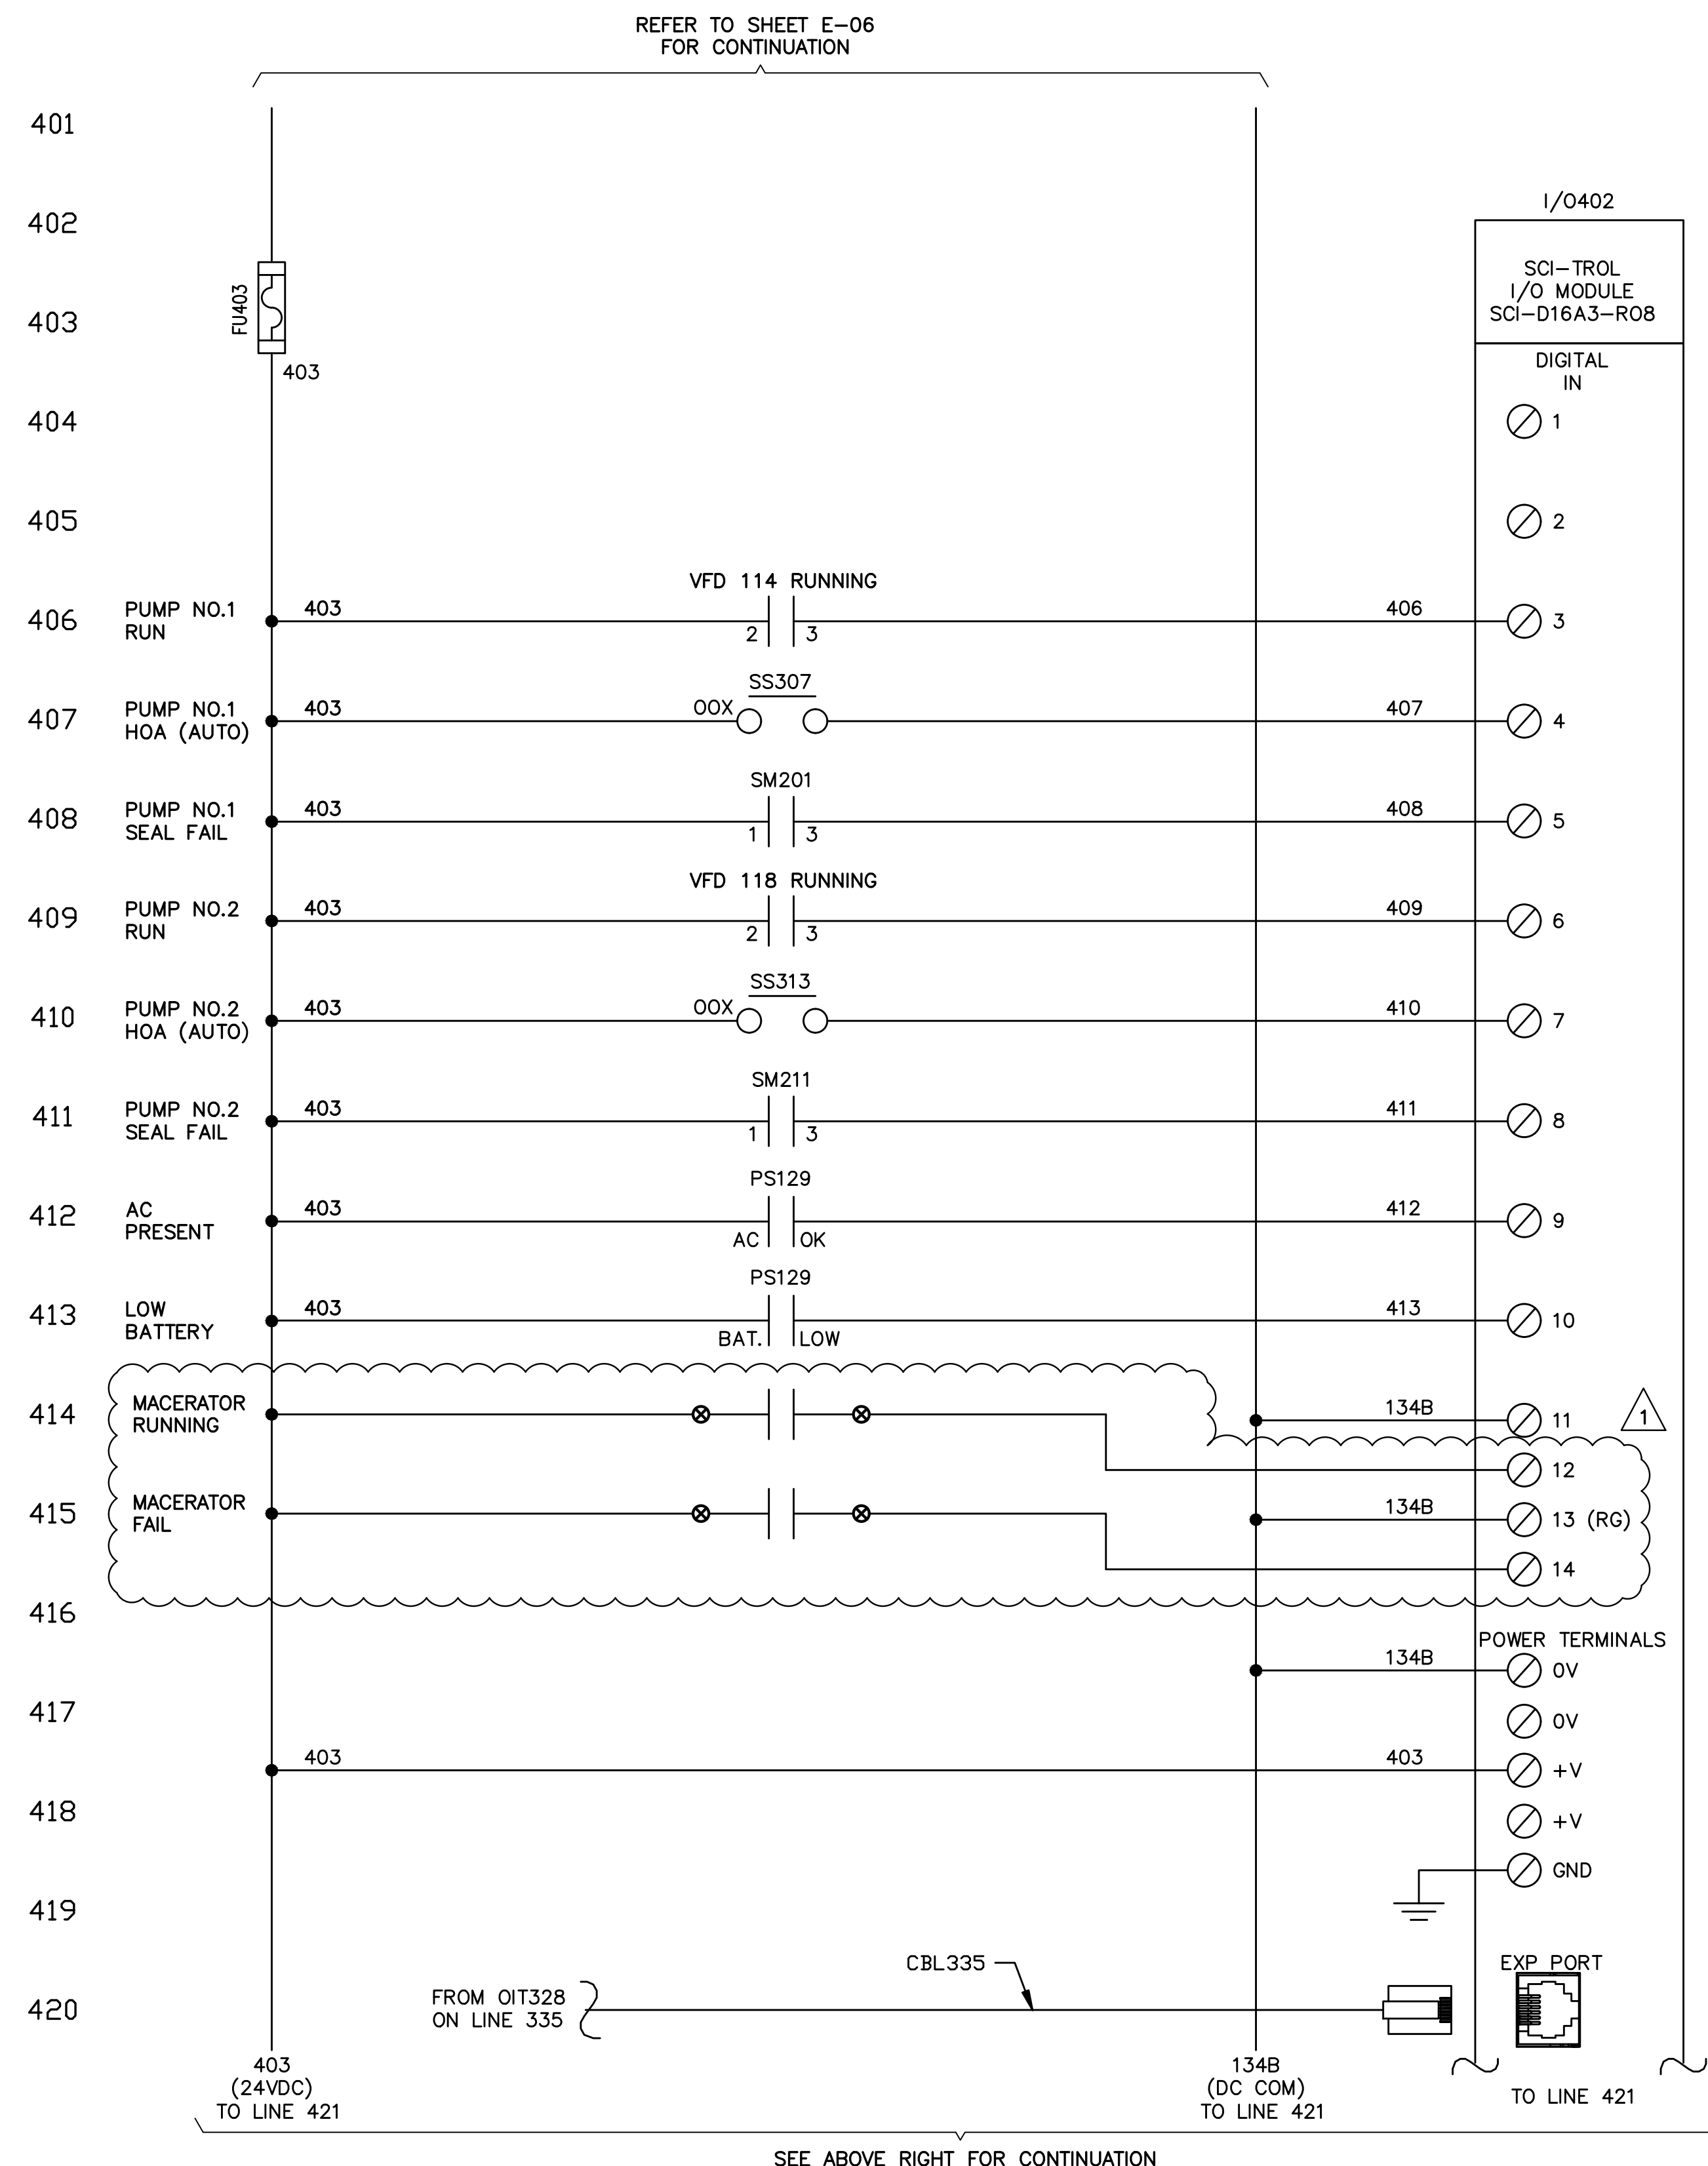 REFER TO SHEET E-06
FOR CONTINUATION
401
402
I/O402
SCI-TROL
I/O MODULE
SCI-D16A3-RO8
403
FU403
403
DIGITAL
IN
404
1
405
2
406
PUMP NO.1
RUN
403
VFD 114 RUNNING
2 3
406
3
407
PUMP NO.1
HOA (AUTO)
403
SS307
OOX
407
4
408
PUMP NO.1
SEAL FAIL
403
SM201
1 3
408
5
409
PUMP NO.2
RUN
403
VFD 118 RUNNING
2 3
409
6
410
PUMP NO.2
HOA (AUTO)
403
SS313
OOX
410
7
411
PUMP NO.2
SEAL FAIL
403
SM211
1 3
411
8
412
AC
PRESENT
403
PS129
AC OK
412
9
413
LOW
BATTERY
403
PS129
BAT. LOW
413
10
414
MACERATOR
RUNNING
134B
11
1
12
415
MACERATOR
FAIL
134B
13 (RG)
14
416
POWER TERMINALS
134B
0V
417
0V
403
403
+V
418
+V
GND
419
CBL335
EXP PORT
420
FROM OIT328
ON LINE 335
403
(24VDC)
TO LINE 421
134B
(DC COM)
TO LINE 421
TO LINE 421
SEE ABOVE RIGHT FOR CONTINUATION